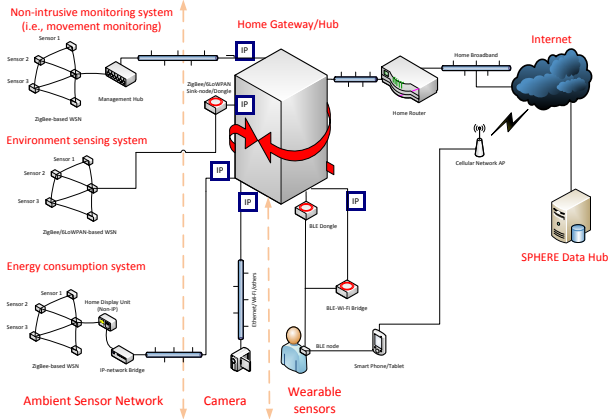 Non-intrusive monitoring system
(i.e., movement monitoring)
Sensor 1
Sensor 2
Sensor 3
Management Hub
ZigBee-based WSN
Home Gateway/Hub
IP
ZigBee/6LoWPAN
Sink-node/Dongle
IP
Home Router
Home Broadband
Internet
Cellular Network AP
SPHERE Data Hub
Environment sensing system
Sensor 1
Sensor 2
Sensor 3
ZigBee/6LoWPAN-based WSN
IP
IP
IP
BLE Dongle
BLE-Wi-Fi Bridge
Ethernet/ Wi-Fi /others
Energy consumption system
Sensor 1
Sensor 2
Sensor 3
Home Display Unit
(Non-IP)
IP-network Bridge
ZigBee-based WSN
BLE node
Smart Phone/Tablet
Ambient Sensor Network
Camera
Wearable
sensors